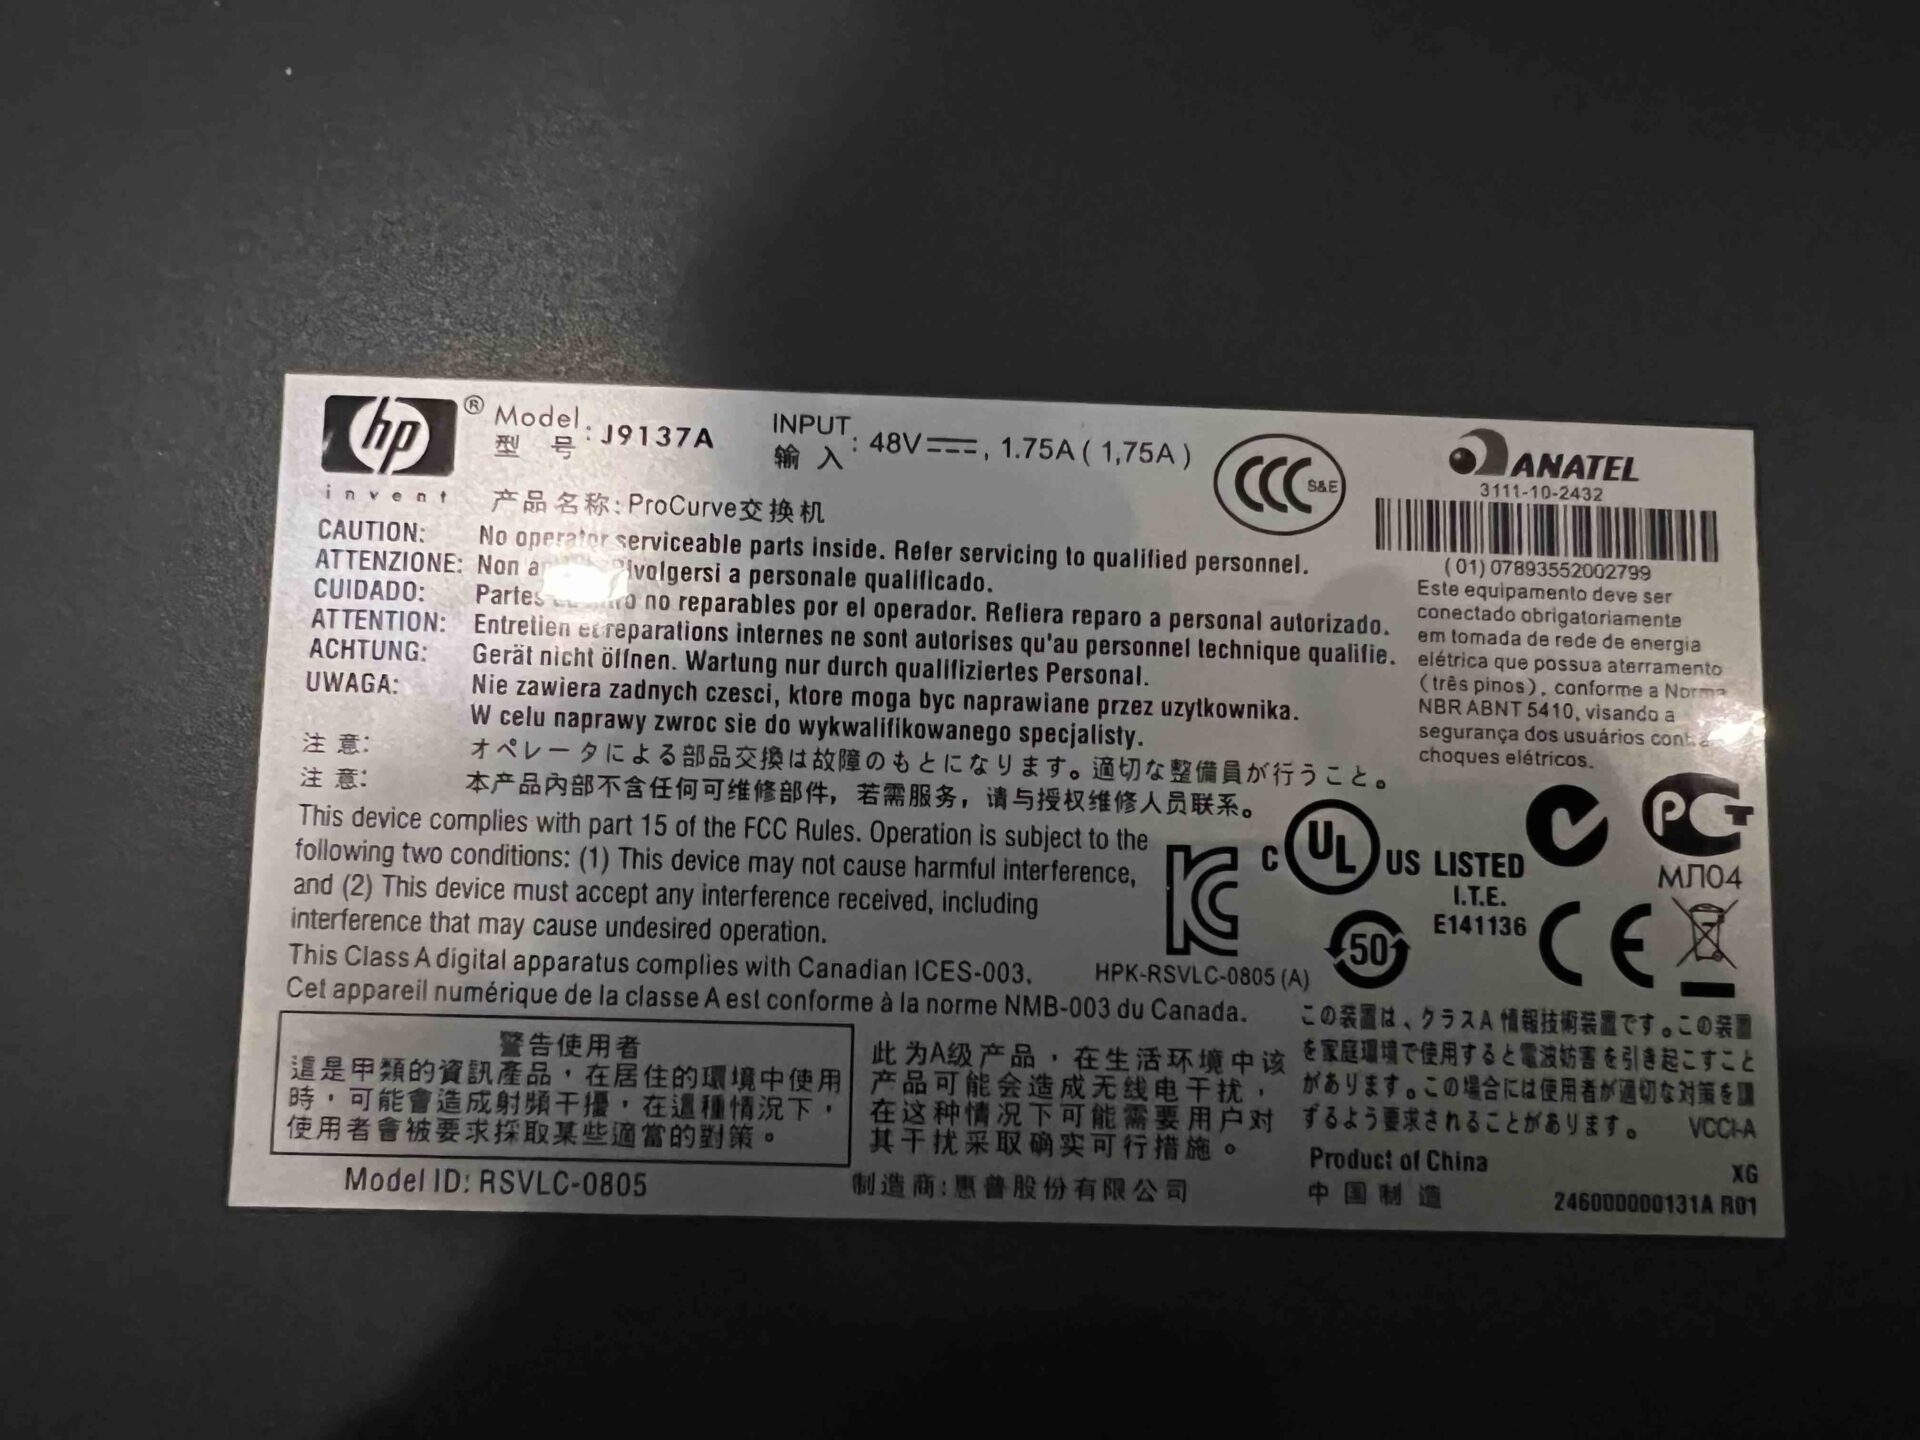 hp ®
invent
Model
型 号 : J9137A
INPUT
输 入 : 48V⎓, 1.75A ( 1,75A )
产品名称: ProCurve交换机
CAUTION: No operator serviceable parts inside. Refer servicing to qualified personnel.
ATTENZIONE: Non ivolgersi a personale qualificado.
CUIDADO: Partes no reparables por el operador. Refiera reparo a personal autorizado.
ATTENTION: Entretien et reparations internes ne sont autorises qu'au personnel technique qualifie.
ACHTUNG: Gerät nicht öffnen. Wartung nur durch qualifiziertes Personal.
UWAGA: Nie zawiera zadnych czesci, ktore moga byc naprawiane przez uzytkownika.
W celu naprawy zwroc sie do wykwalifikowanego specjalisty.
注 意: オペレータによる部品交換は故障のもとになります。適切な整備員が行うこと。
注 意: 本产品内部不含任何可维修部件，若需服务，请与授权维修人员联系。
This device complies with part 15 of the FCC Rules. Operation is subject to the
following two conditions: (1) This device may not cause harmful interference,
and (2) This device must accept any interference received, including
interference that may cause undesired operation.
This Class A digital apparatus complies with Canadian ICES-003.
Cet appareil numérique de la classe A est conforme à la norme NMB-003 du Canada.
HPK-RSVLC-0805 (A)
CCC S&E
ANATEL
3111-10-2432
( 01) 07893552002799
Este equipamento deve ser
conectado obrigatoriamente
em tomada de rede de energia
elétrica que possua aterramento
( três pinos ), conforme a Norma
NBR ABNT 5410, visando a
segurança dos usuários contra
choques elétricos.
C UL US LISTED
I.T.E.
E141136
PCT
МЛ04
50
CE
警告使用者
這是甲類的資訊產品，在居住的環境中使用
時，可能會造成射頻干擾，在這種情況下，
使用者會被要求採取某些適當的對策。
此为A级产品，在生活环境中该
产品可能会造成无线电干扰，
在这种情况下可能需要用户对
其干扰采取确实可行措施。
この装置は、クラスA 情報技術装置です。この装置
を家庭環境で使用すると電波妨害を引き起こすこと
があります。この場合には使用者が適切な対策を講
ずるよう要求されることがあります。 VCCI-A
Model ID: RSVLC-0805
制造商: 惠普股份有限公司
Product of China
中 国 制 造
XG
246000000131A R01